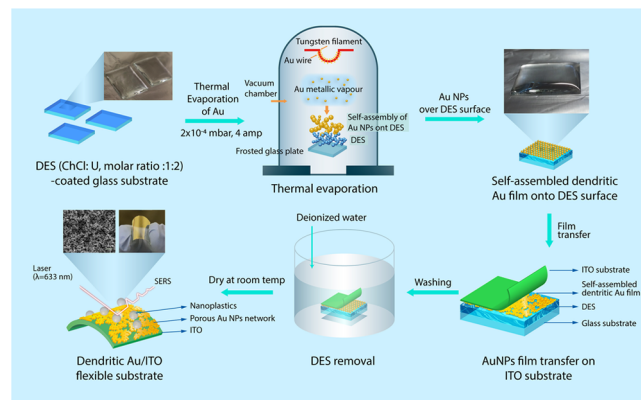 Tungsten filament
Au wire
Thermal
Evaporation
of Au
2x10⁻⁴ mbar, 4 amp
Vacuum
chamber
Au metallic vapour
Self-assembly of
Au NPs ont DES
DES
Frosted glass plate
Thermal evaporation
Au NPs
over DES surface
DES (ChCl: U, molar ratio :1:2)
-coated glass substrate
Self-assembled dendritic
Au film onto DES surface
Film
transfer
ITO substrate
Self-assembled
dentritic Au film
DES
Glass substrate
AuNPs film transfer on
ITO substrate
Washing
Deionized water
DES removal
Dry at room temp
Laser
(λ=633 nm)
SERS
Nanoplastics
Porous Au NPs network
ITO
Dendritic Au/ITO
flexible substrate